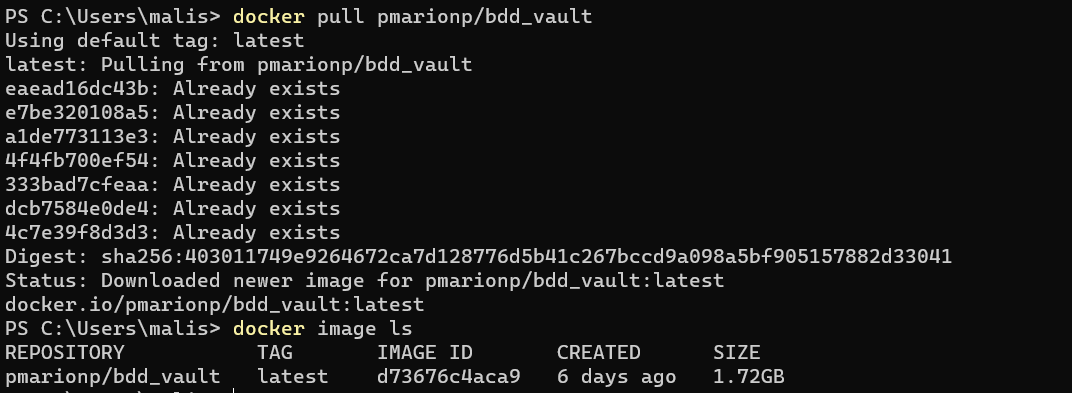 PS C:\Users\malis> docker pull pmarionp/bdd_vault
Using default tag: latest
latest: Pulling from pmarionp/bdd_vault
eaead16dc43b: Already exists
e7be320108a5: Already exists
a1de773113e3: Already exists
4f4fb700ef54: Already exists
333bad7cfeaa: Already exists
dcb7584e0de4: Already exists
4c7e39f8d3d3: Already exists
Digest: sha256:403011749e9264672ca7d128776d5b41c267bccd9a098a5bf905157882d33041
Status: Downloaded newer image for pmarionp/bdd_vault:latest
docker.io/pmarionp/bdd_vault:latest
PS C:\Users\malis> docker image ls
REPOSITORY           TAG       IMAGE ID       CREATED      SIZE
pmarionp/bdd_vault   latest    d73676c4aca9   6 days ago   1.72GB